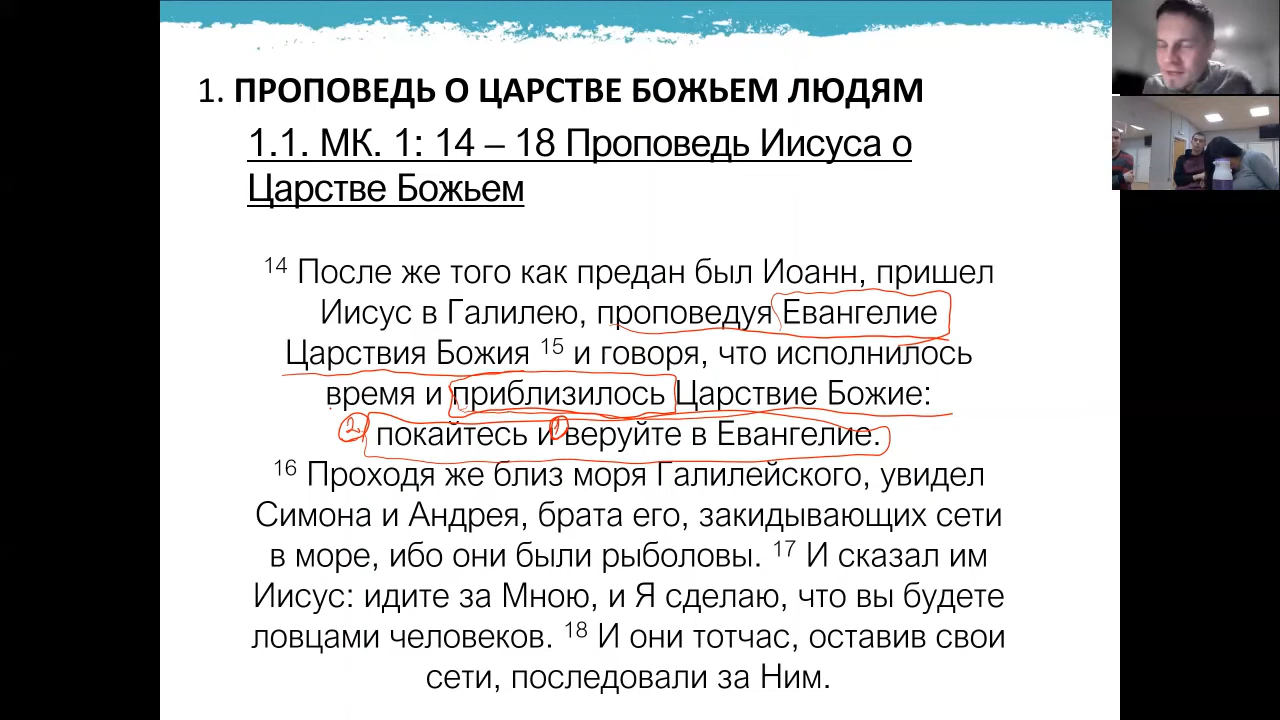 1. ПРОПОВЕДЬ О ЦАРСТВЕ БОЖЬЕМ ЛЮДЯМ
1.1. МК. 1: 14 – 18 Проповедь Иисуса о
Царстве Божьем
14 После же того как предан был Иоанн, пришел
Иисус в Галилею, проповедуя Евангелие
Царствия Божия 15 и говоря, что исполнилось
время и приблизилось Царствие Божие:
2 покайтесь и 1 веруйте в Евангелие.
16 Проходя же близ моря Галилейского, увидел
Симона и Андрея, брата его, закидывающих сети
в море, ибо они были рыболовы. 17 И сказал им
Иисус: идите за Мною, и Я сделаю, что вы будете
ловцами человеков. 18 И они тотчас, оставив свои
сети, последовали за Ним.